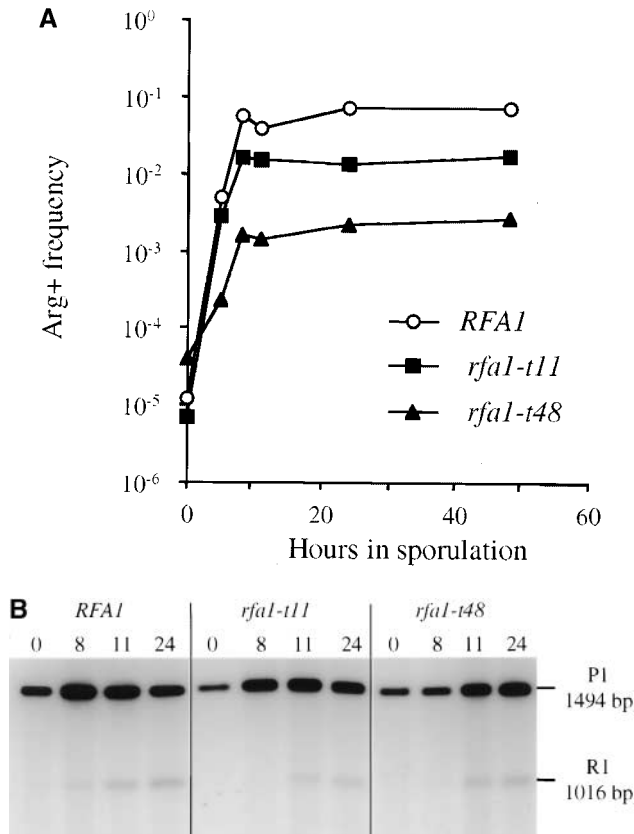 A
10⁰
10⁻¹
10⁻²
10⁻³
10⁻⁴
10⁻⁵
10⁻⁶
Arg+ frequency
0 20 40 60
Hours in sporulation
RFA1
rfa1-t11
rfa1-t48
B
RFA1 rfa1-t11 rfa1-t48
0 8 11 24 0 8 11 24 0 8 11 24
P1
1494 bp
R1
1016 bp